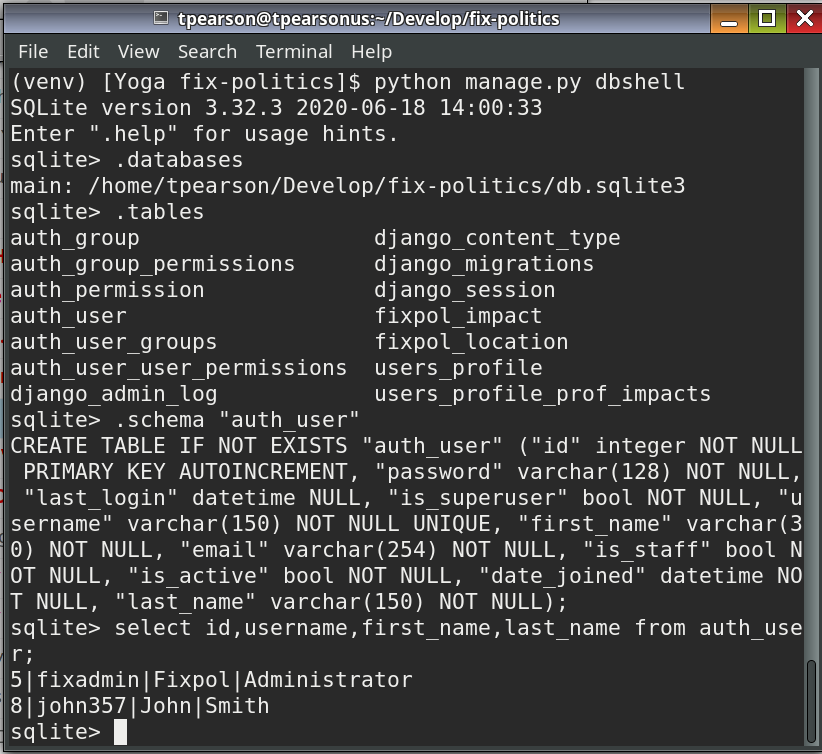 tpearson@tpearsonus:~/Develop/fix-politics
File Edit View Search Terminal Help
(venv) [Yoga fix-politics]$ python manage.py dbshell
SQLite version 3.32.3 2020-06-18 14:00:33
Enter ".help" for usage hints.
sqlite> .databases
main: /home/tpearson/Develop/fix-politics/db.sqlite3
sqlite> .tables
auth_group                  django_content_type
auth_group_permissions      django_migrations
auth_permission             django_session
auth_user                   fixpol_impact
auth_user_groups            fixpol_location
auth_user_user_permissions  users_profile
django_admin_log            users_profile_prof_impacts
sqlite> .schema "auth_user"
CREATE TABLE IF NOT EXISTS "auth_user" ("id" integer NOT NULL
 PRIMARY KEY AUTOINCREMENT, "password" varchar(128) NOT NULL,
 "last_login" datetime NULL, "is_superuser" bool NOT NULL, "u
sername" varchar(150) NOT NULL UNIQUE, "first_name" varchar(3
0) NOT NULL, "email" varchar(254) NOT NULL, "is_staff" bool N
OT NULL, "is_active" bool NOT NULL, "date_joined" datetime NO
T NULL, "last_name" varchar(150) NOT NULL);
sqlite> select id,username,first_name,last_name from auth_use
r;
5|fixadmin|Fixpol|Administrator
8|john357|John|Smith
sqlite>